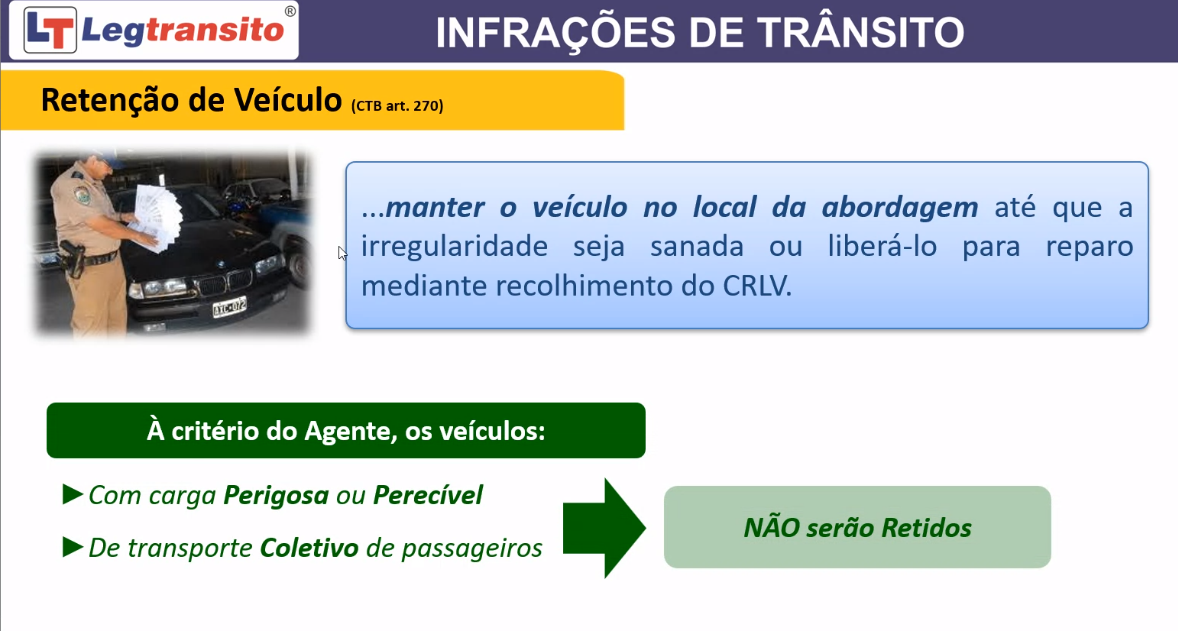 LT Legtransito®
INFRAÇÕES DE TRÂNSITO
Retenção de Veículo (CTB art. 270)
AXC-072
...manter o veículo no local da abordagem até que a
irregularidade seja sanada ou liberá-lo para reparo
mediante recolhimento do CRLV.
À critério do Agente, os veículos:
►Com carga Perigosa ou Perecível
►De transporte Coletivo de passageiros
NÃO serão Retidos